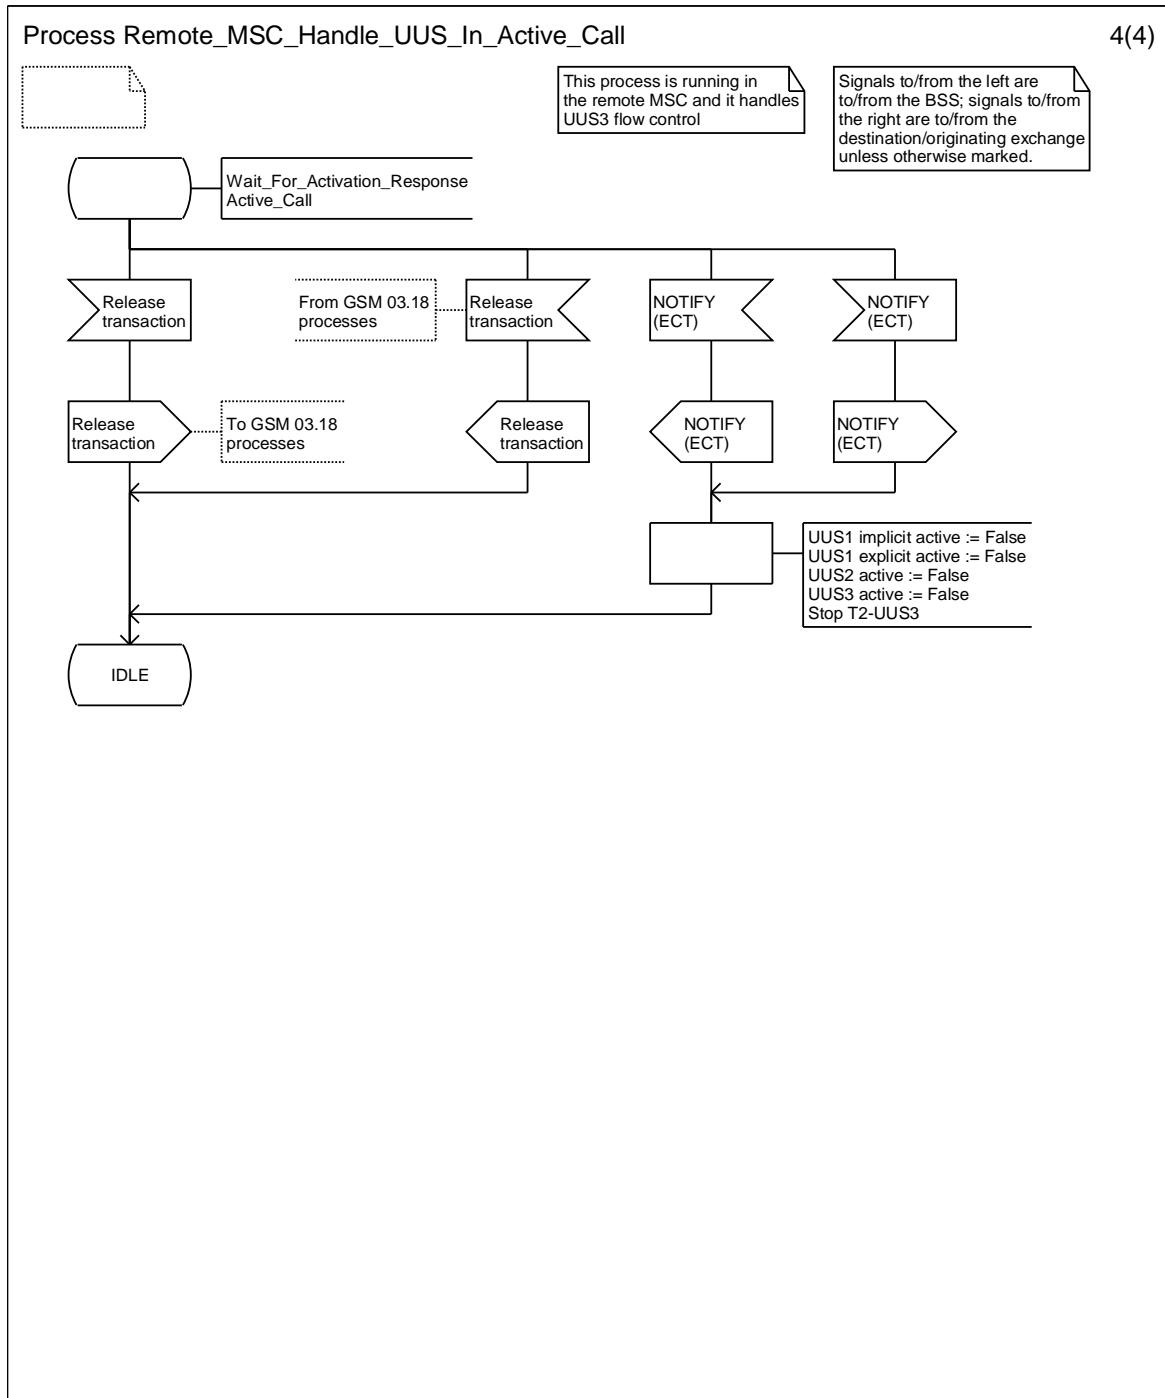 Process Remote_MSC_Handle_UUS_In_Active_Call
4(4)
This process is running in
the remote MSC and it handles
UUS3 flow control
Signals to/from the left are
to/from the BSS; signals to/from
the right are to/from the
destination/originating exchange
unless otherwise marked.
Wait_For_Activation_Response
Active_Call
Release
transaction
From GSM 03.18
processes
Release
transaction
NOTIFY
(ECT)
NOTIFY
(ECT)
Release
transaction
To GSM 03.18
processes
Release
transaction
NOTIFY
(ECT)
NOTIFY
(ECT)
UUS1 implicit active := False
UUS1 explicit active := False
UUS2 active := False
UUS3 active := False
Stop T2-UUS3
IDLE